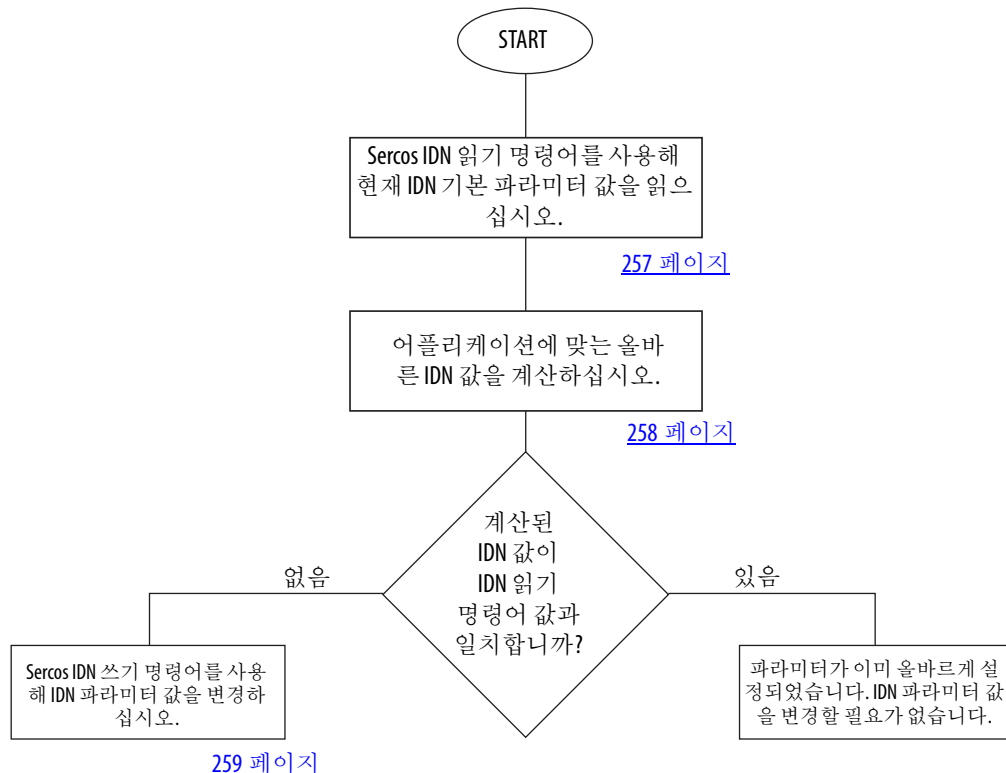 START
Sercos IDN 읽기 명령어를 사용해
현재 IDN 기본 파라미터 값을 읽으
십시오.
257 페이지
어플리케이션에 맞는 올바
른 IDN 값을 계산하십시오.
258 페이지
계산된
IDN 값이
IDN 읽기
명령어 값과
일치합니까?
없음
있음
Sercos IDN 쓰기 명령어를 사용
해 IDN 파라미터 값을 변경하
십시오.
259 페이지
파라미터가 이미 올바르게 설
정되었습니다. IDN 파라미터 값
을 변경할 필요가 없습니다.